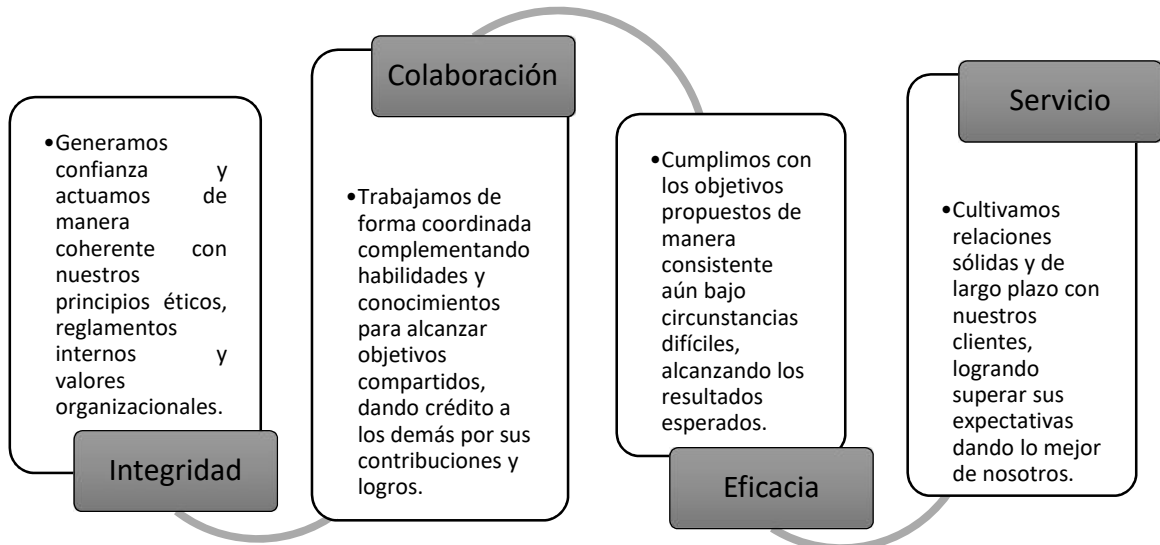 •Generamos
confianza y
actuamos de
manera
coherente con
nuestros
principios éticos,
reglamentos
internos y
valores
organizacionales.
Integridad
Colaboración
•Trabajamos de
forma coordinada
complementando
habilidades y
conocimientos
para alcanzar
objetivos
compartidos,
dando crédito a
los demás por sus
contribuciones y
logros.
•Cumplimos con
los objetivos
propuestos de
manera
consistente
aún bajo
circunstancias
difíciles,
alcanzando los
resultados
esperados.
Eficacia
Servicio
•Cultivamos
relaciones
sólidas y de
largo plazo con
nuestros
clientes,
logrando
superar sus
expectativas
dando lo mejor
de nosotros.